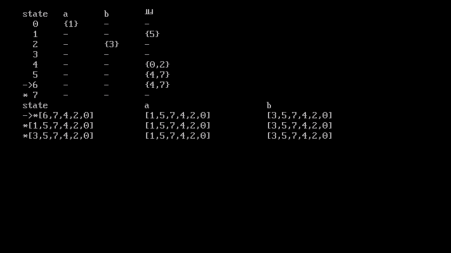 state a b
0 {1} - -
1 - - {5}
2 - {3} -
3 - - -
4 - - {0,2}
5 - - {4,7}
->6 - - {4,7}
* 7 - - -
state a b
->*[6,7,4,2,0] [1,5,7,4,2,0] [3,5,7,4,2,0]
*[1,5,7,4,2,0] [1,5,7,4,2,0] [3,5,7,4,2,0]
*[3,5,7,4,2,0] [1,5,7,4,2,0] [3,5,7,4,2,0]